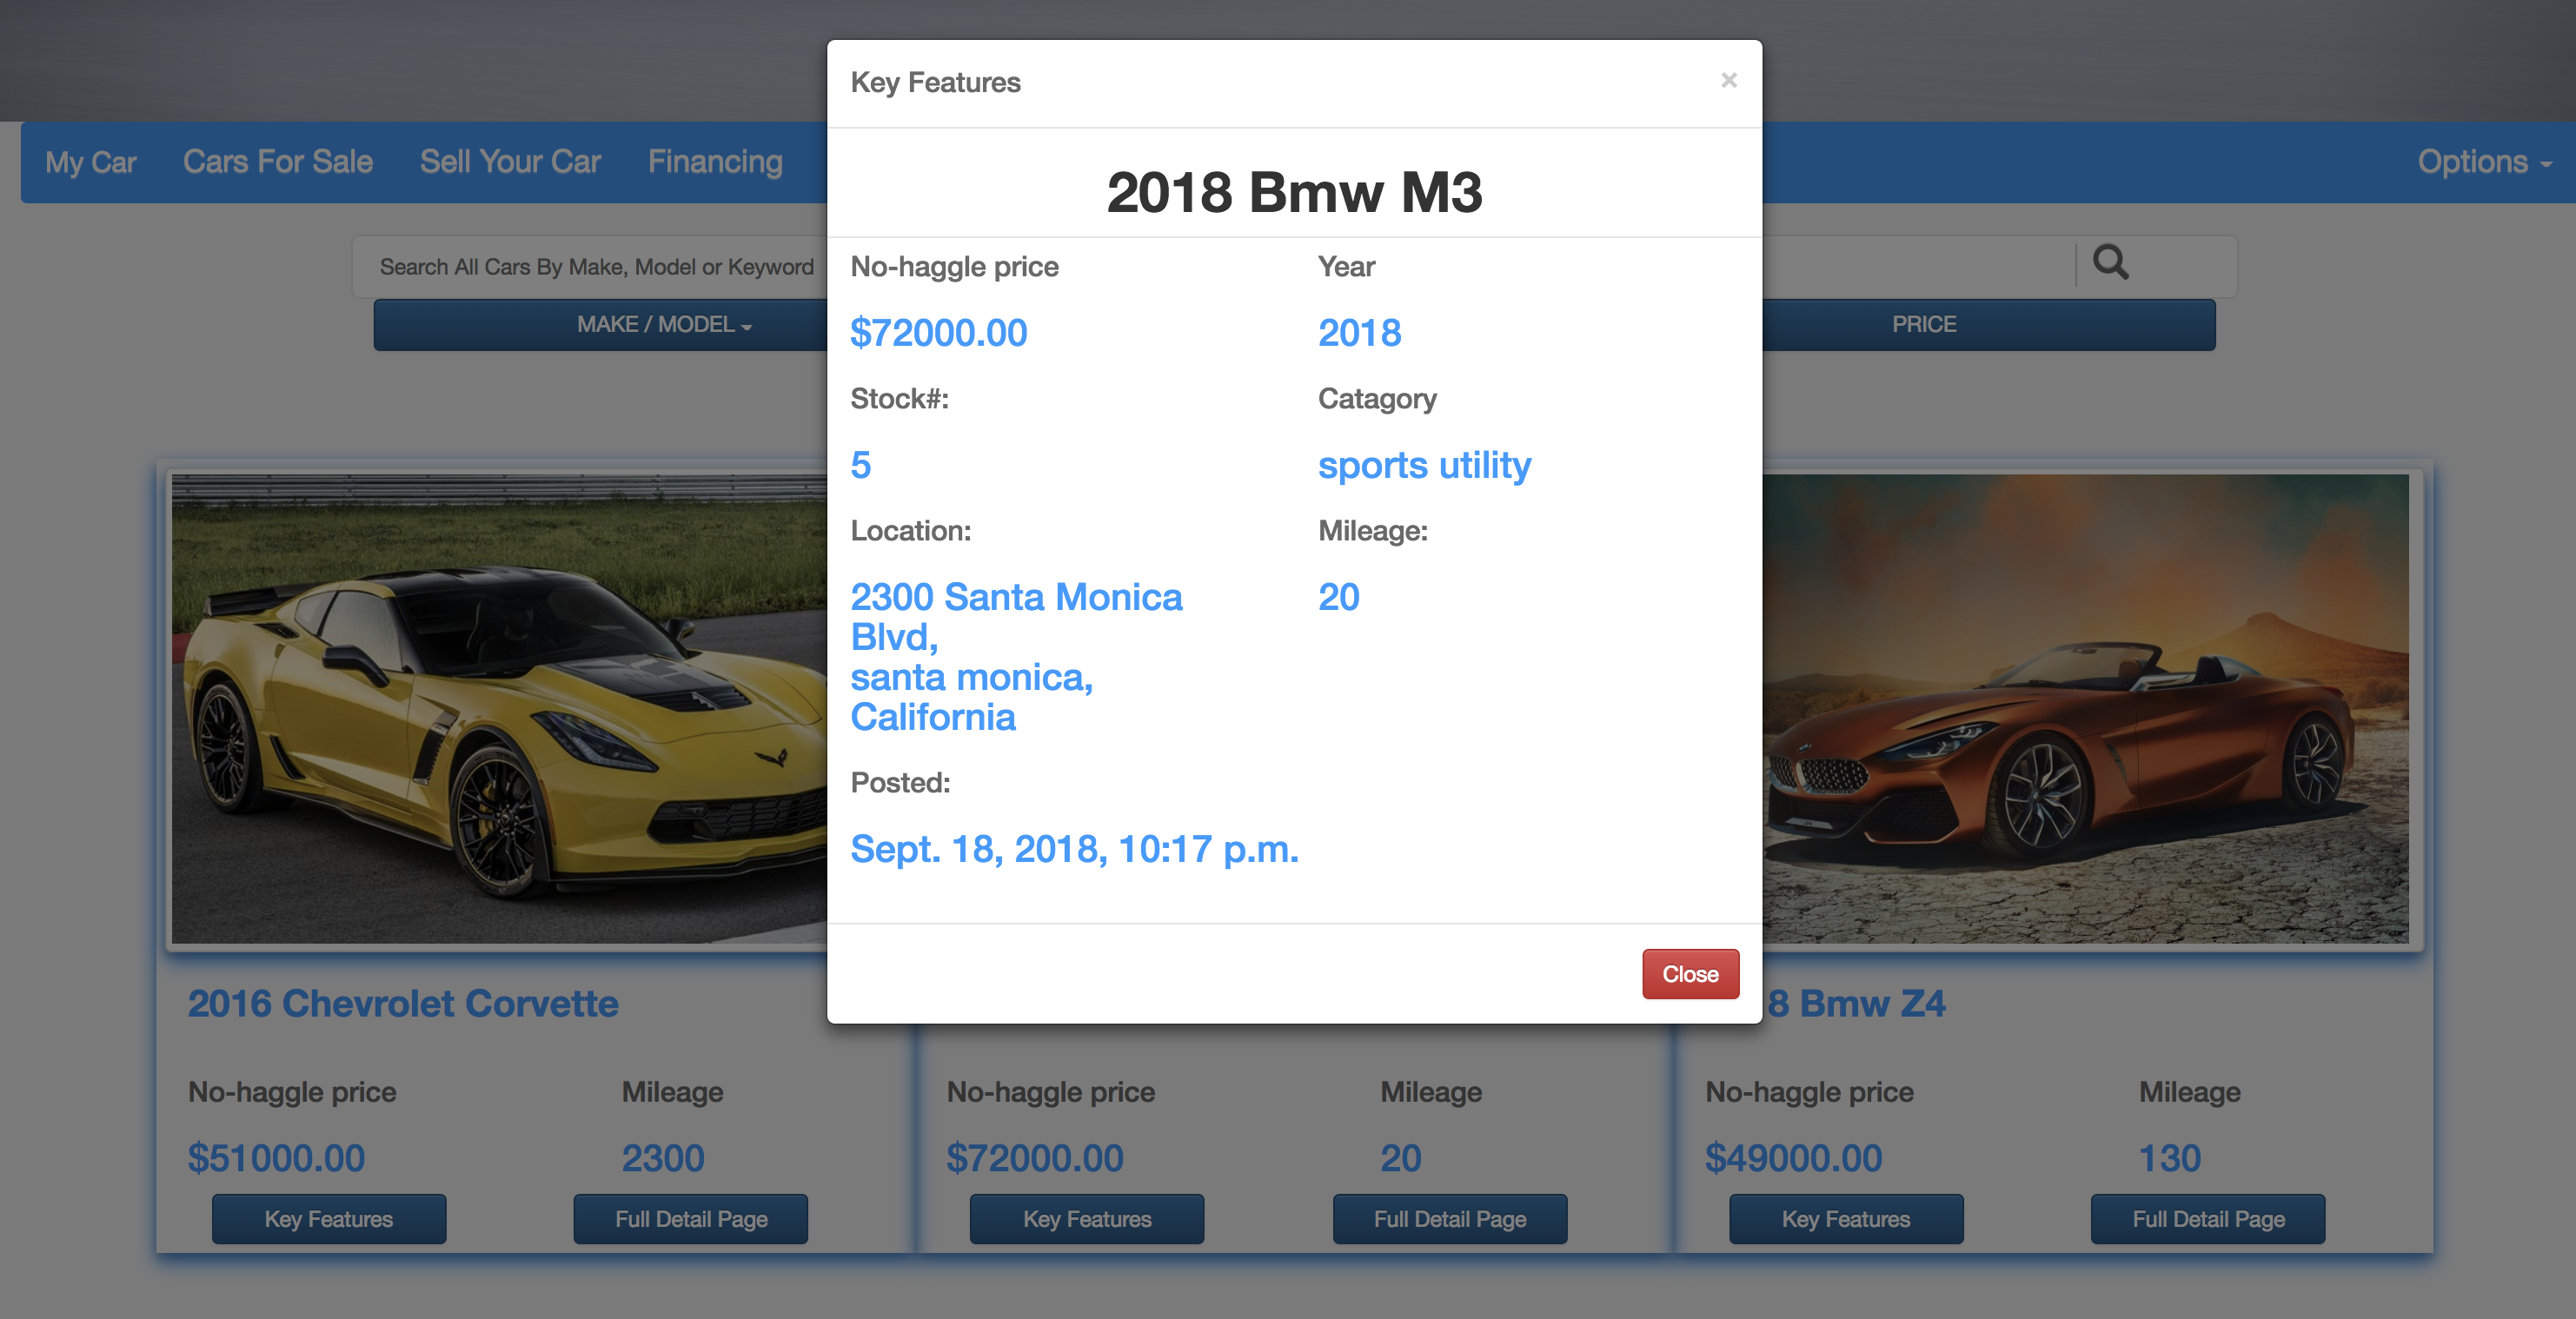 Key Features ×
My Car Cars For Sale Sell Your Car Financing Options
2018 Bmw M3
Search All Cars By Make, Model or Keyword
MAKE / MODEL PRICE
No-haggle price Year
$72000.00 2018
Stock#: Catagory
5 sports utility
Location: Mileage:
2300 Santa Monica 20
Blvd,
santa monica,
California
Posted:
Sept. 18, 2018, 10:17 p.m.
Close
2016 Chevrolet Corvette 8 Bmw Z4
No-haggle price Mileage No-haggle price Mileage No-haggle price Mileage
$51000.00 2300 $72000.00 20 $49000.00 130
Key Features Full Detail Page Key Features Full Detail Page Key Features Full Detail Page